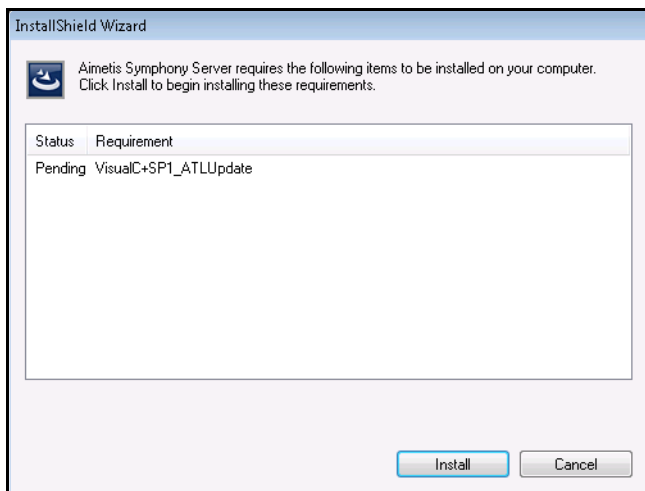 InstallShield Wizard
Aimetis Symphony Server requires the following items to be installed on your computer.
Click Install to begin installing these requirements.
Status Requirement
Pending VisualC+SP1_ATLUpdate
Install Cancel